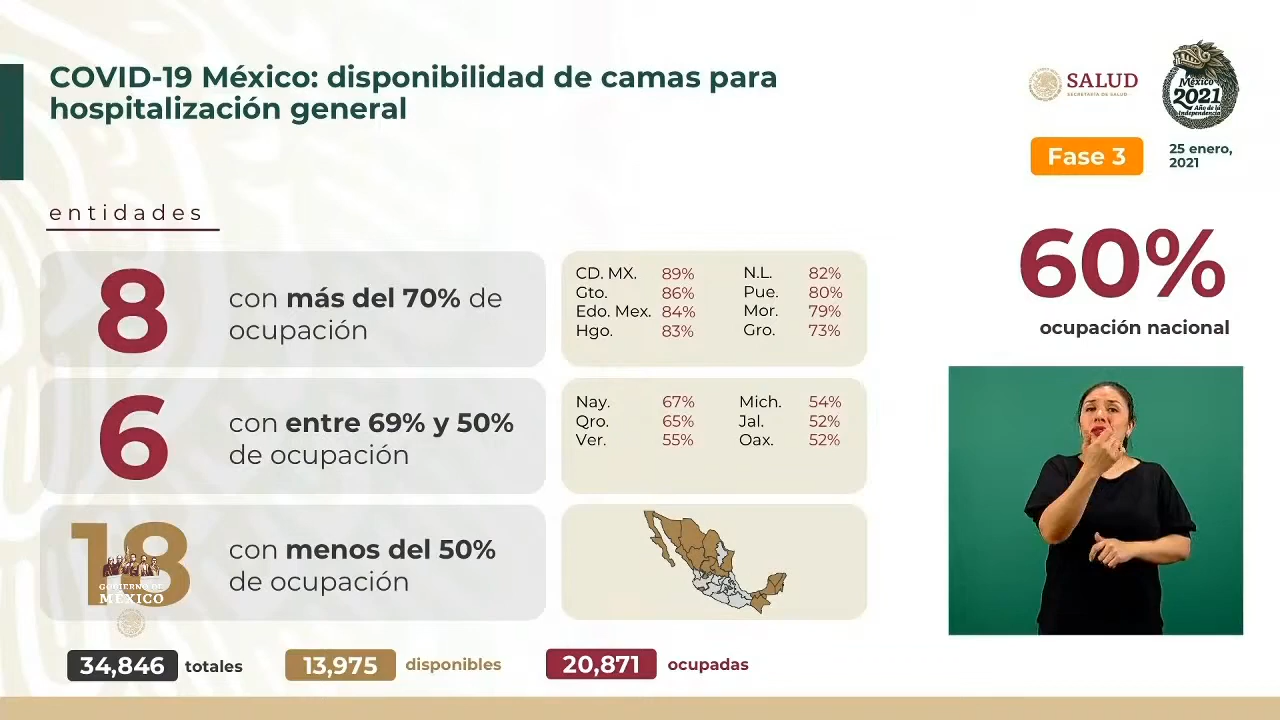 COVID-19 México: disponibilidad de camas para
hospitalización general
SALUD
SECRETARÍA DE SALUD
México
2021
Año de la
Independencia
Fase 3
25 enero,
2021
entidades
8
con más del 70% de
ocupación
CD. MX. 89% N.L. 82%
Gto. 86% Pue. 80%
Edo. Mex. 84% Mor. 79%
Hgo. 83% Gro. 73%
60%
ocupación nacional
6
con entre 69% y 50%
de ocupación
Nay. 67% Mich. 54%
Qro. 65% Jal. 52%
Ver. 55% Oax. 52%
18
con menos del 50%
de ocupación
GOBIERNO DE
MÉXICO
34,846 totales 13,975 disponibles 20,871 ocupadas